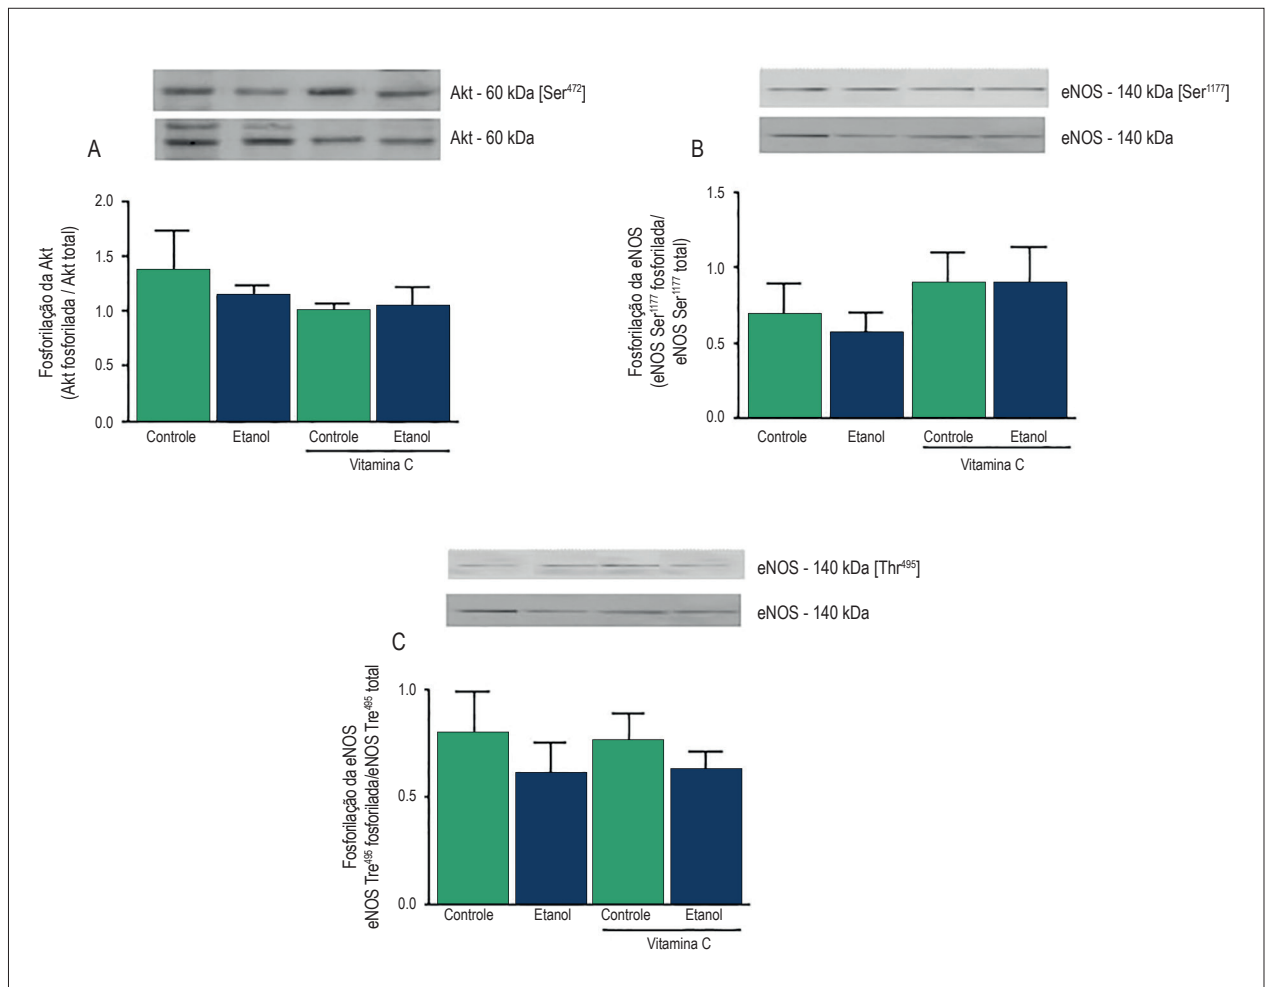 Akt - 60 kDa [Ser⁴⁷²]
Akt - 60 kDa
A
Fosforilação da Akt
(Akt fosforilada / Akt total)
2.0
1.5
1.0
0.5
0.0
Controle Etanol Controle Etanol
Vitamina C
eNOS - 140 kDa [Ser¹¹⁷⁷]
eNOS - 140 kDa
B
Fosforilação da eNOS
(eNOS Ser¹¹⁷⁷ fosforilada/
eNOS Ser¹¹⁷⁷ total)
1.5
1.0
0.5
0.0
Controle Etanol Controle Etanol
Vitamina C
eNOS - 140 kDa [Thr⁴⁹⁵]
eNOS - 140 kDa
C
Fosforilação da eNOS
eNOS Tre⁴⁹⁵ fosforilada/eNOS Tre⁴⁹⁵ total
1.0
0.5
0.0
Controle Etanol Controle Etanol
Vitamina C